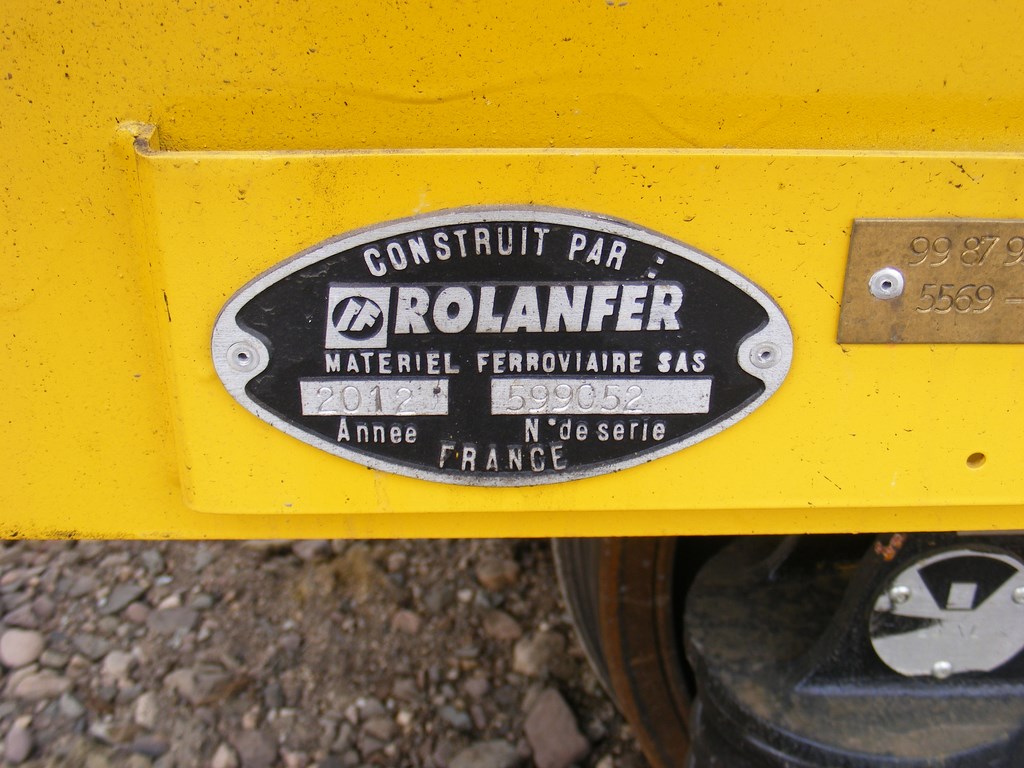 CONSTRUIT PAR :
RF ROLANFER
MATERIEL FERROVIAIRE SAS
2012 599052
Annee N° de serie
FRANCE
99 87 9
5569 –